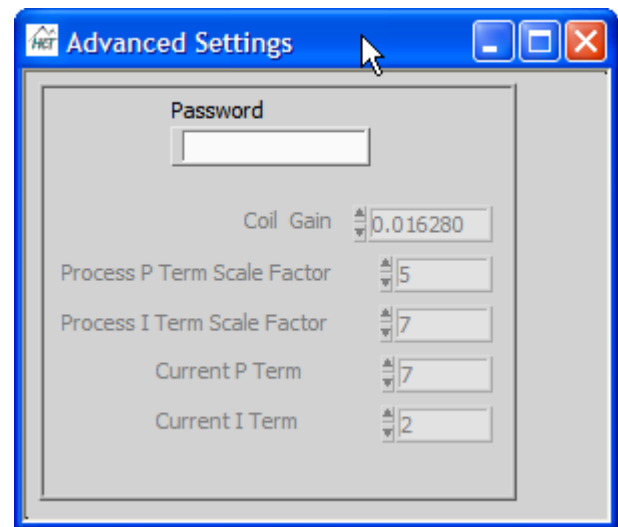 HCT Advanced Settings
Password
Coil Gain 0.016280
Process P Term Scale Factor 5
Process I Term Scale Factor 7
Current P Term 7
Current I Term 2